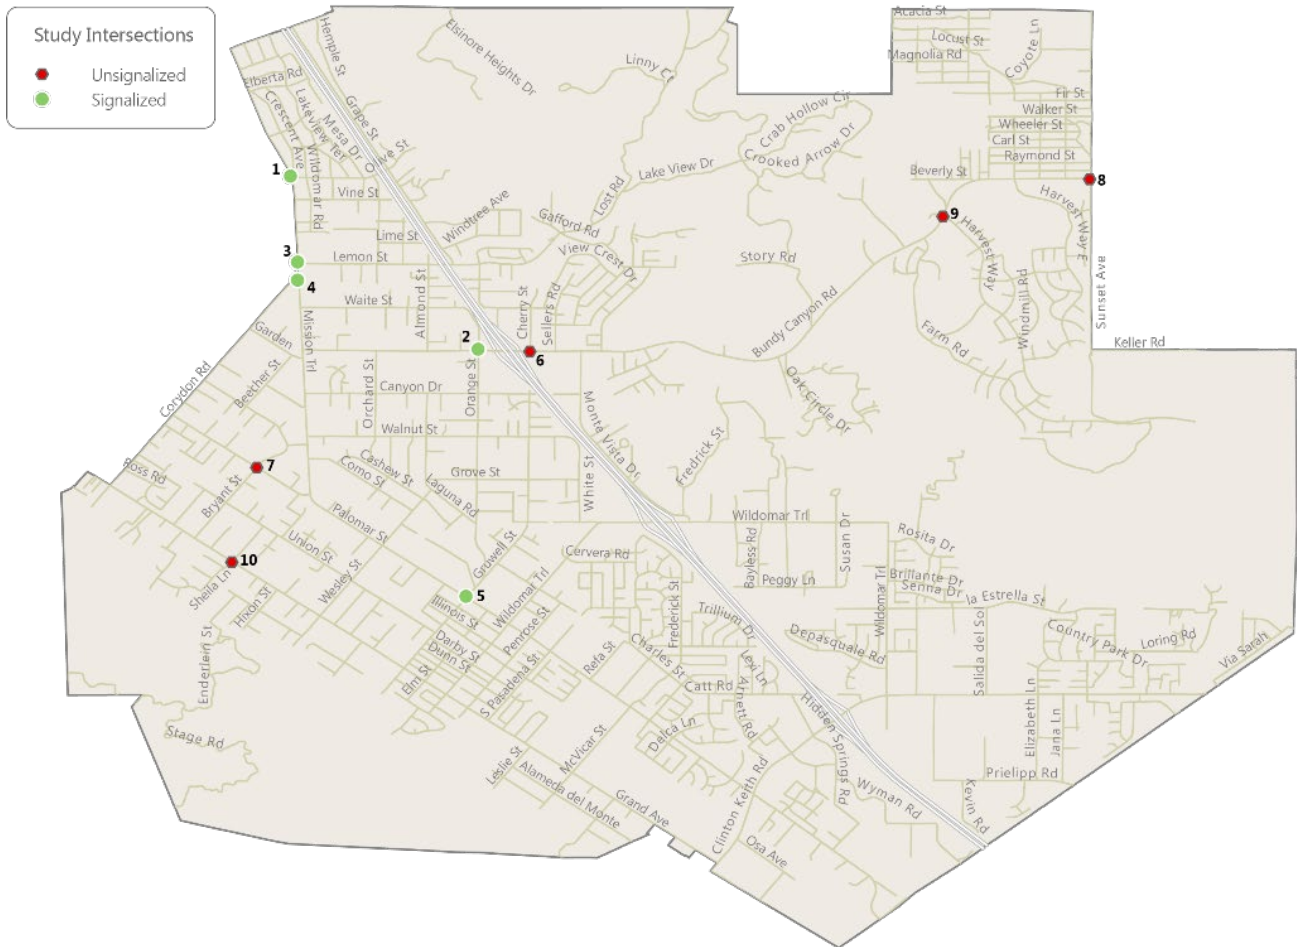 Study Intersections
Unsignalized
Signalized
Acacia St
Locust St
Magnolia Rd
Coyote Ln
Fir St
Walker St
Wheeler St
Carl St
Raymond St
Beverly St
Harvest Way E
8
9
Harvest Way
Windmill Rd
Sunset Ave
Keller Rd
Farm Rd
Hemple St
Elsinore Heights Dr
Linny Ct
Elberta Rd
Crescent Ave
Lakeview Ter
Mesa Dr
Grape St
Olive St
Wildomar Rd
1
Vine St
Crab Hollow Cir
Crooked Arrow Dr
Lake View Dr
Lost Rd
Windtree Ave
Gafford Rd
View Crest Dr
Lime St
3
Lemon St
4
Story Rd
Waite St
Almond St
Cherry St
Sellers Rd
Bundy Canyon Rd
Mission Trl
Garden
2
6
Corydon Rd
Beecher St
Orchard St
Canyon Dr
Orange St
Oak Circle Dr
Walnut St
Monte Vista Dr
Fredrick St
7
Ross Rd
Bryant St
Cashew St
Como St
Laguna Rd
Grove St
White St
Palomar St
Wildomar Trl
Bayless Rd
Susan Dr
Rosita Dr
Union St
Gruwell St
Cervera Rd
10
Sheila Ln
Hixon St
Wesley St
5
Illinois St
Wildomar Trl
Penrose St
Frederick St
Peggy Ln
Wildomar Trl
Brillante Dr
Senna Dr
la Estrella St
Trillium Dr
Depasquale Rd
Salida del So
Country Park Dr
Loring Rd
Via Sarah
Enderlein St
Darby St
Dunn St
Elm St
S Pasadena St
Refa St
Charles St
Lexi Ln
Catt Rd
Arnett Rd
Delca Ln
Hidden Springs Rd
Elizabeth Ln
Jana Ln
Stage Rd
Leslie St
McVicar St
Alameda del Monte
Grand Ave
Clinton Keith Rd
Wyman Rd
Prielipp Rd
Kevin Rd
Osa Ave